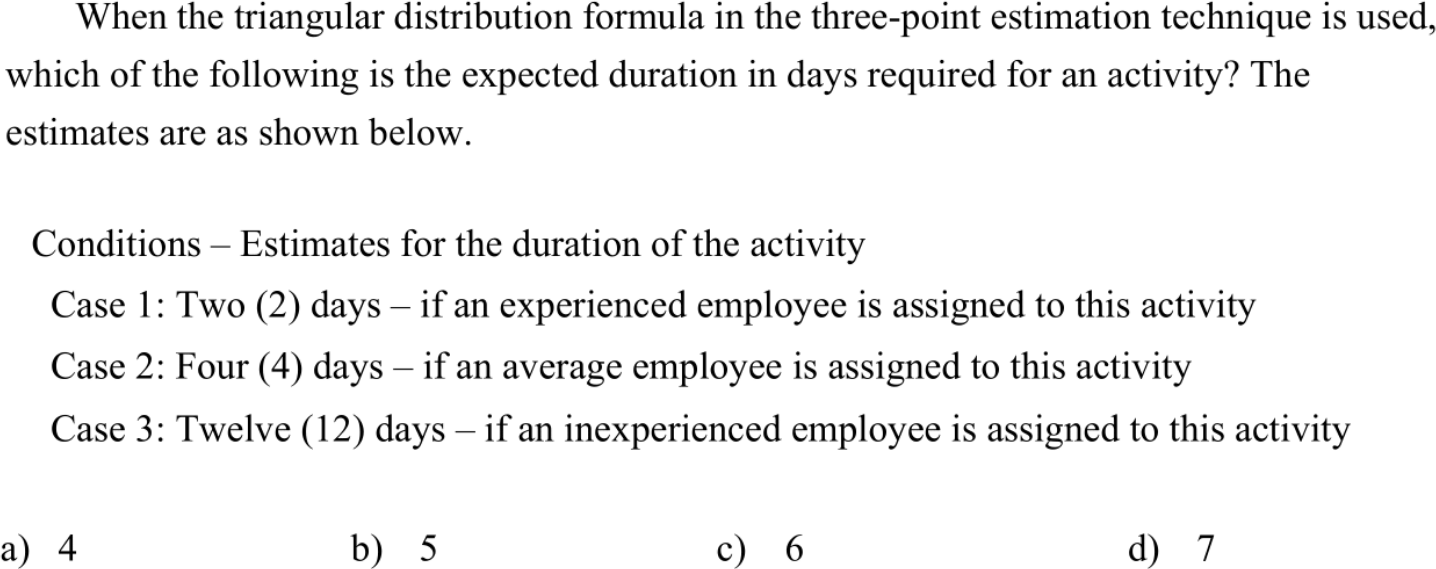 When the triangular distribution formula in the three-point estimation technique is used,
which of the following is the expected duration in days required for an activity? The
estimates are as shown below.
Conditions – Estimates for the duration of the activity
Case 1: Two (2) days – if an experienced employee is assigned to this activity
Case 2: Four (4) days – if an average employee is assigned to this activity
Case 3: Twelve (12) days – if an inexperienced employee is assigned to this activity
a) 4 b) 5 c) 6 d) 7